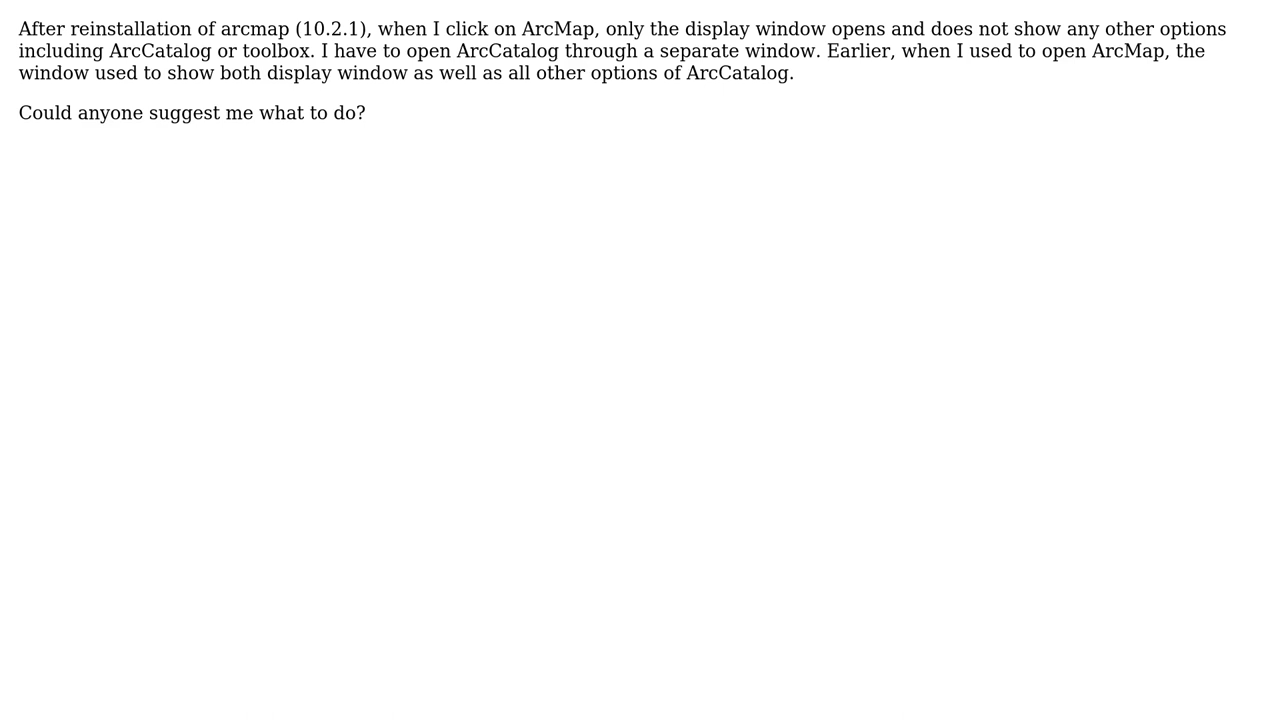 After reinstallation of arcmap (10.2.1), when I click on ArcMap, only the display window opens and does not show any other options
including ArcCatalog or toolbox. I have to open ArcCatalog through a separate window. Earlier, when I used to open ArcMap, the
window used to show both display window as well as all other options of ArcCatalog.
Could anyone suggest me what to do?